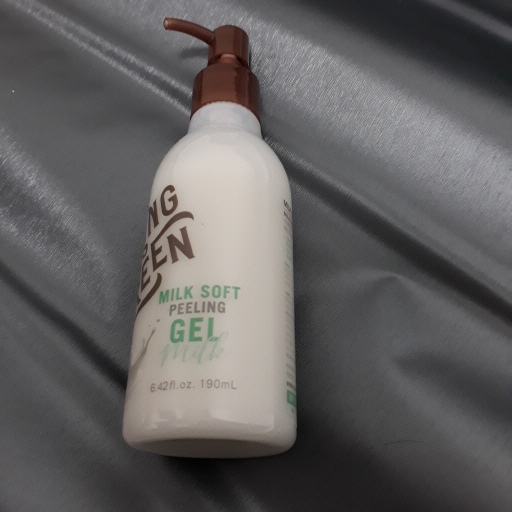 NG
EEN
MILK SOFT
PEELING
GEL
Milk
6.42fl.oz. 190mL